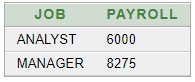 JOB PAYROLL
ANALYST 6000
MANAGER 8275